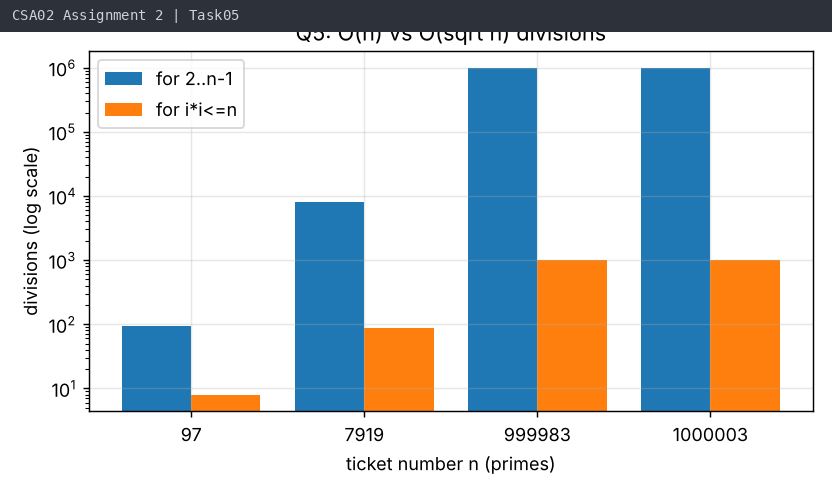 CSA02 Assignment 2 | Task05
Q5: O(n) vs O(sqrt n) divisions
for 2..n-1
for i*i<=n
10⁶
10⁵
10⁴
10³
10²
10¹
divisions (log scale)
97 7919 999983 1000003
ticket number n (primes)